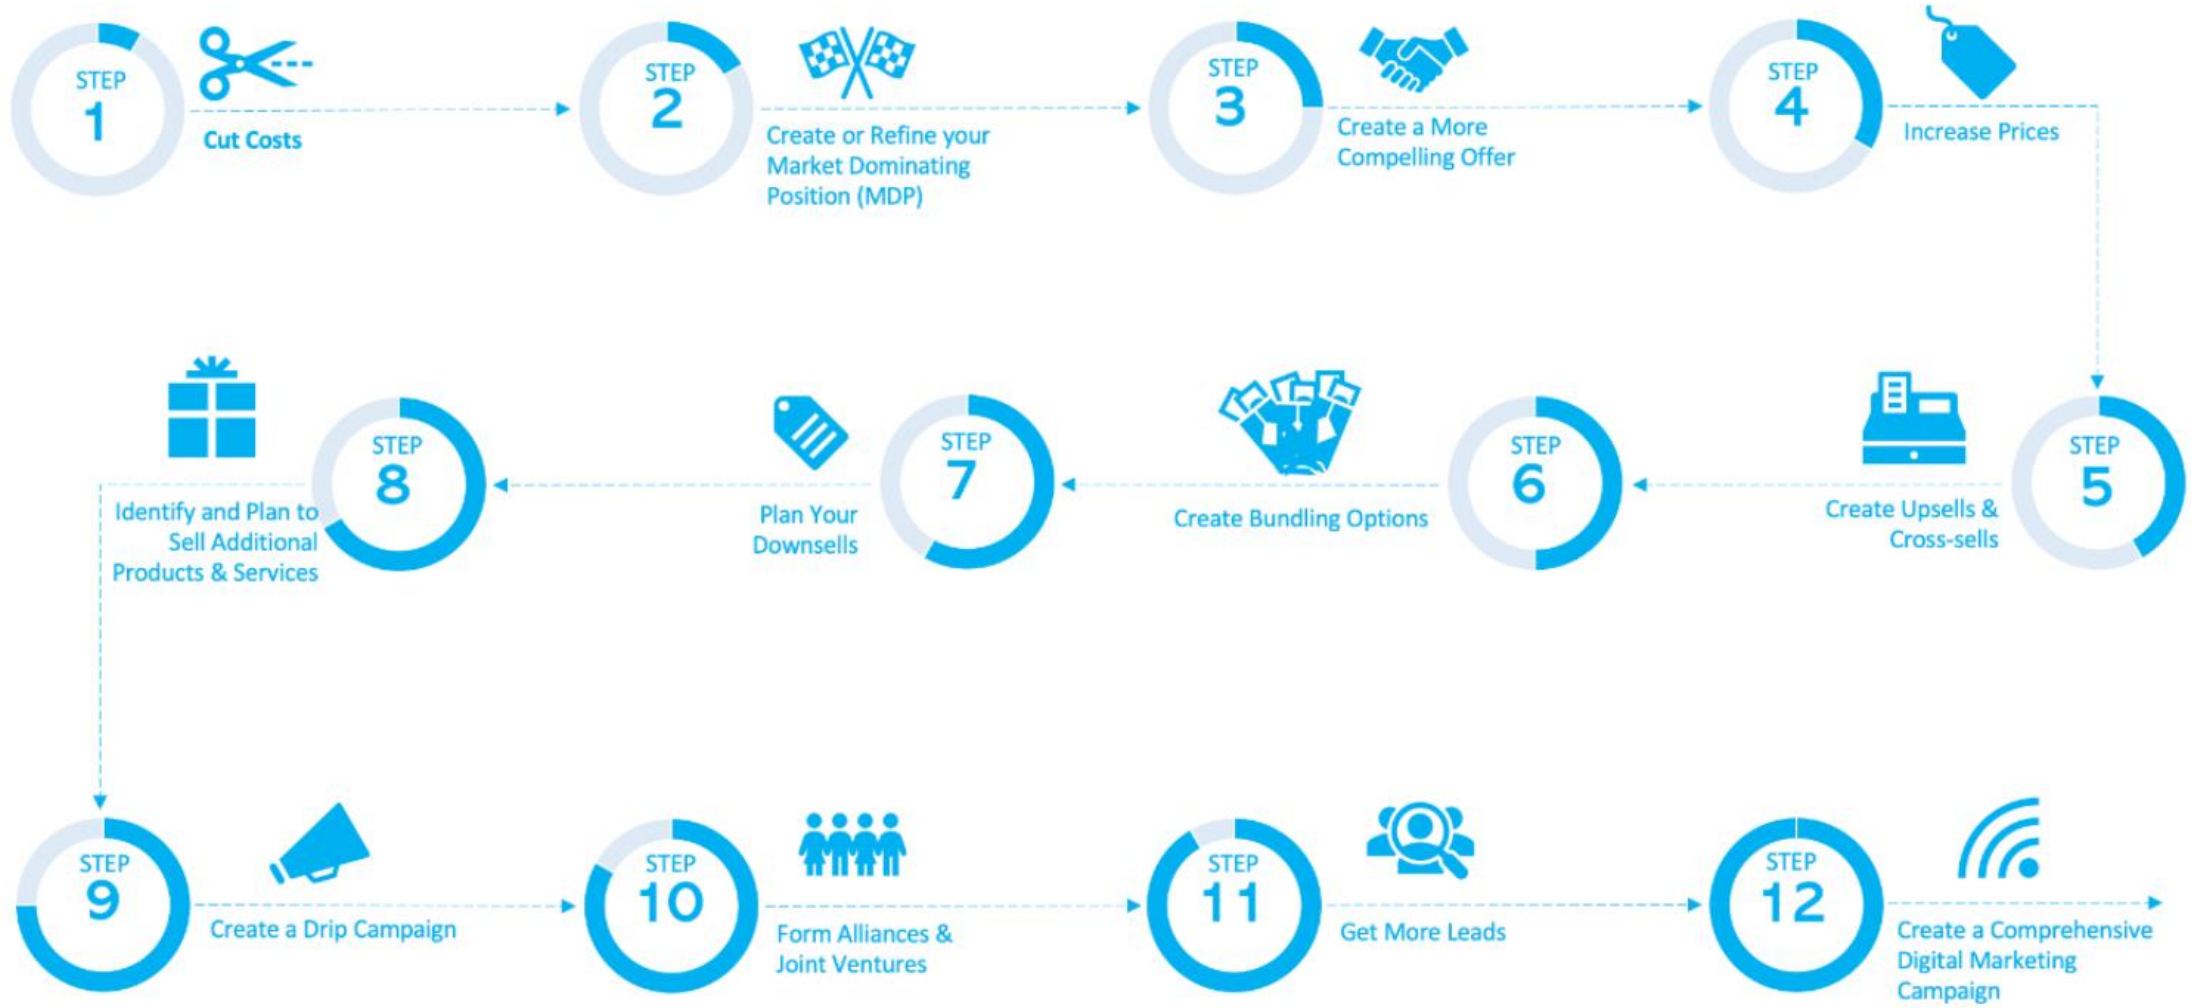 STEP
1
Cut Costs
STEP
2
Create or Refine your
Market Dominating
Position (MDP)
STEP
3
Create a More
Compelling Offer
STEP
4
Increase Prices
STEP
5
Create Upsells &
Cross-sells
STEP
6
Create Bundling Options
STEP
7
Plan Your
Downsells
STEP
8
Identify and Plan to
Sell Additional
Products & Services
STEP
9
Create a Drip Campaign
STEP
10
Form Alliances &
Joint Ventures
STEP
11
Get More Leads
STEP
12
Create a Comprehensive
Digital Marketing
Campaign